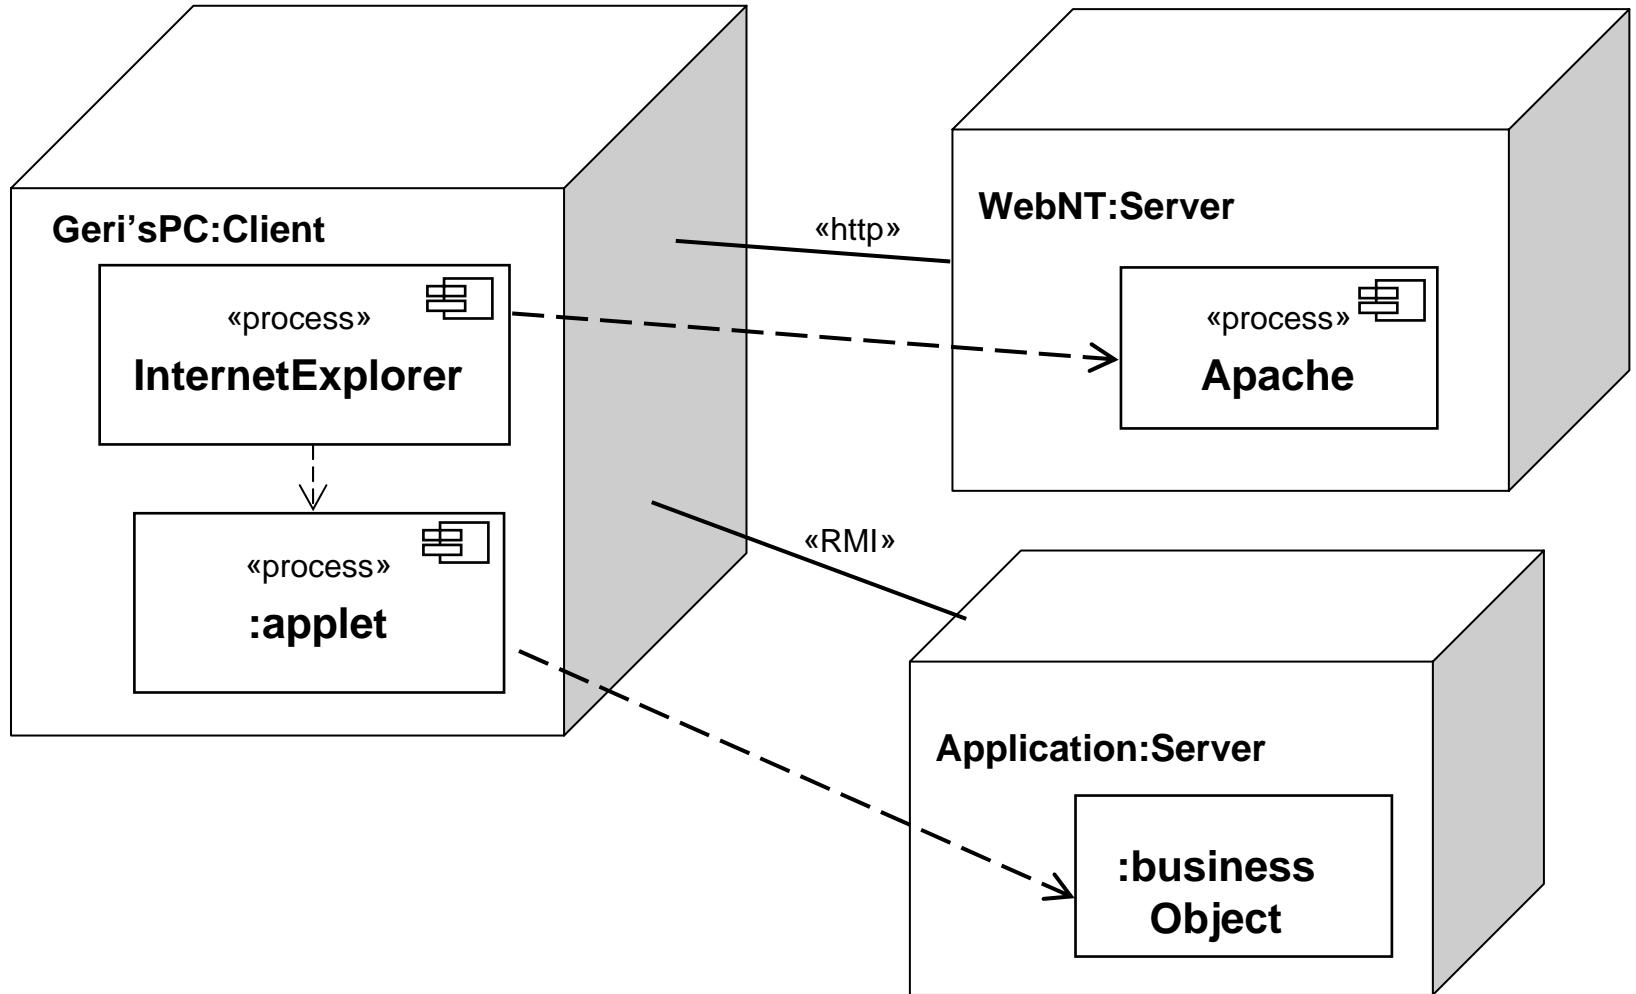 Geri’sPC:Client
«process»
InternetExplorer
«process»
:applet
«http»
«RMI»
WebNT:Server
«process»
Apache
Application:Server
:business
Object